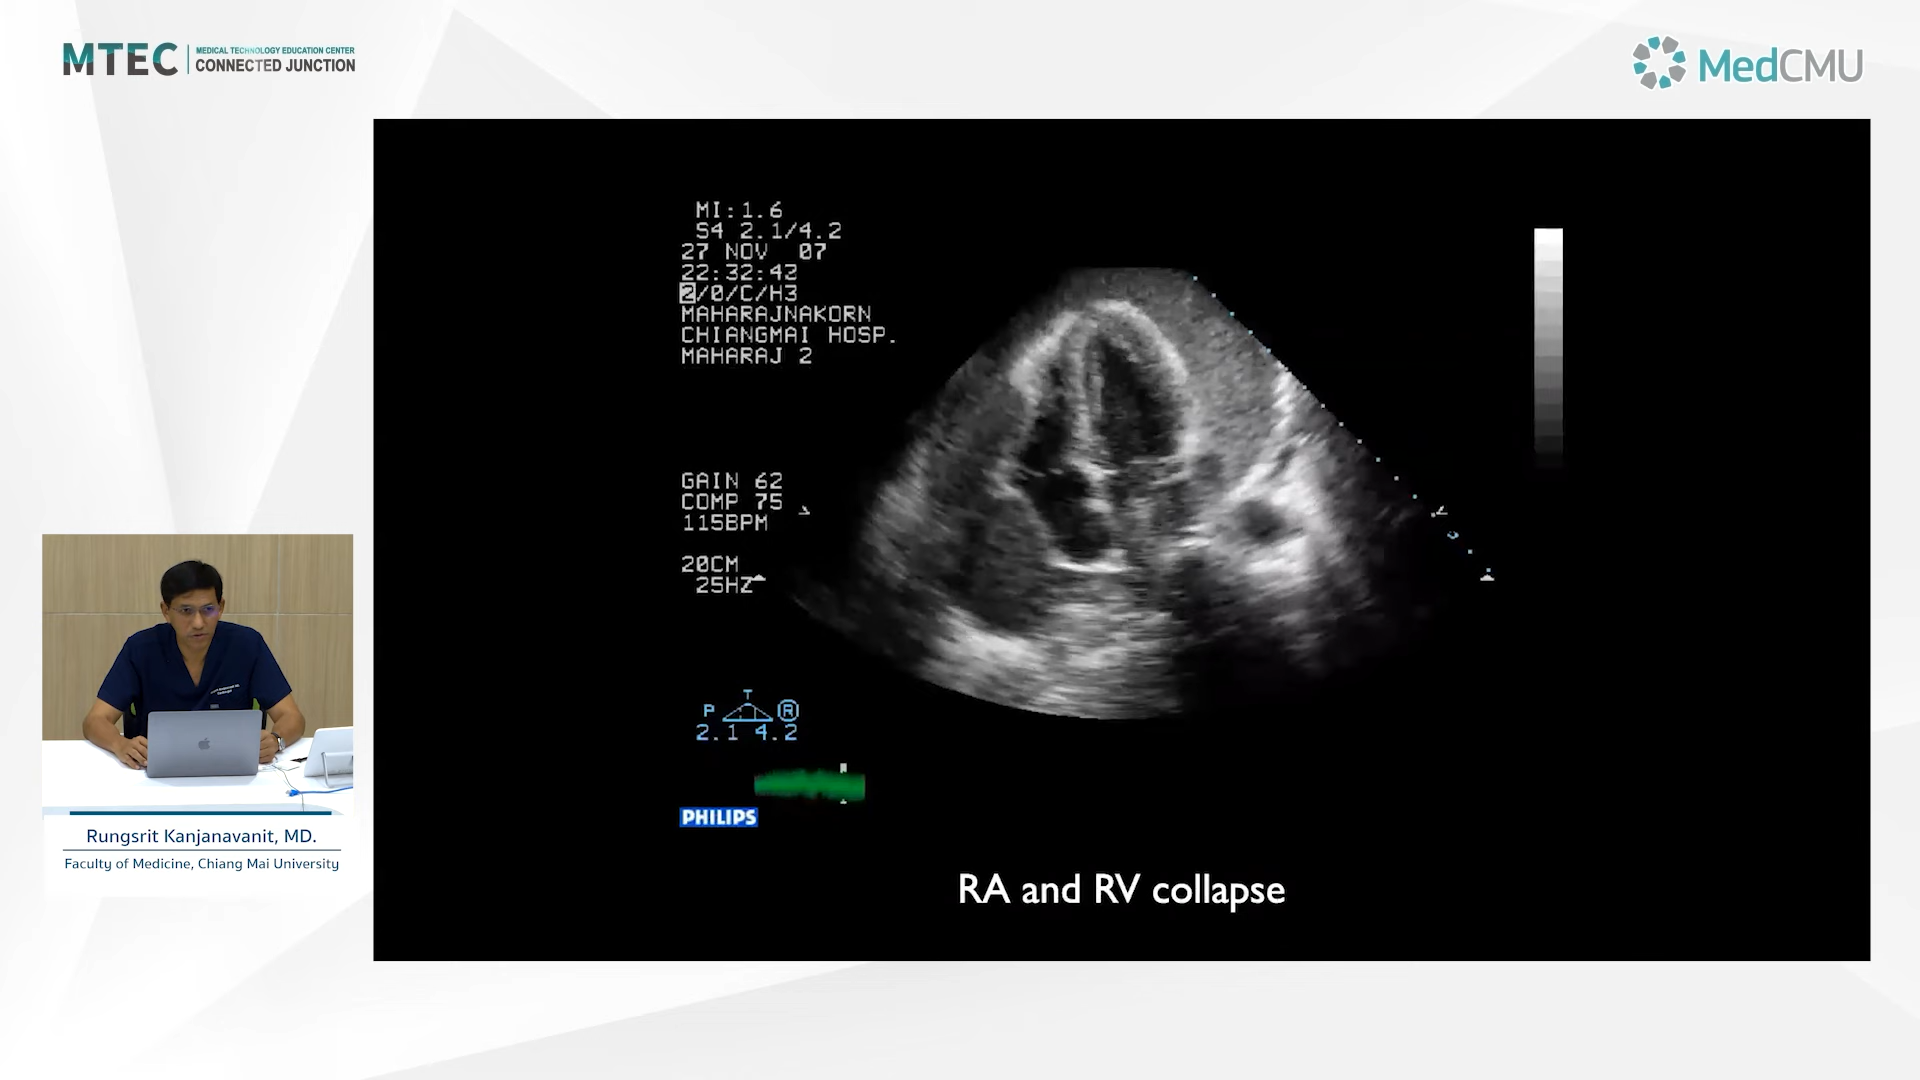 MTEC
MEDICAL TECHNOLOGY EDUCATION CENTER
CONNECTED JUNCTION
MedCMU
MI:1.6
S4 2.1/4.2
27 NOV 07
22:32:42
2/0/C/H3
MAHARAJNAKORN
CHIANGMAI HOSP.
MAHARAJ 2
GAIN 62
COMP 75
115BPM
20CM
25HZ
T
P R
2.1 4.2
PHILIPS
RA and RV collapse
Rungsrit Kanjanavanit, MD.
Faculty of Medicine, Chiang Mai University